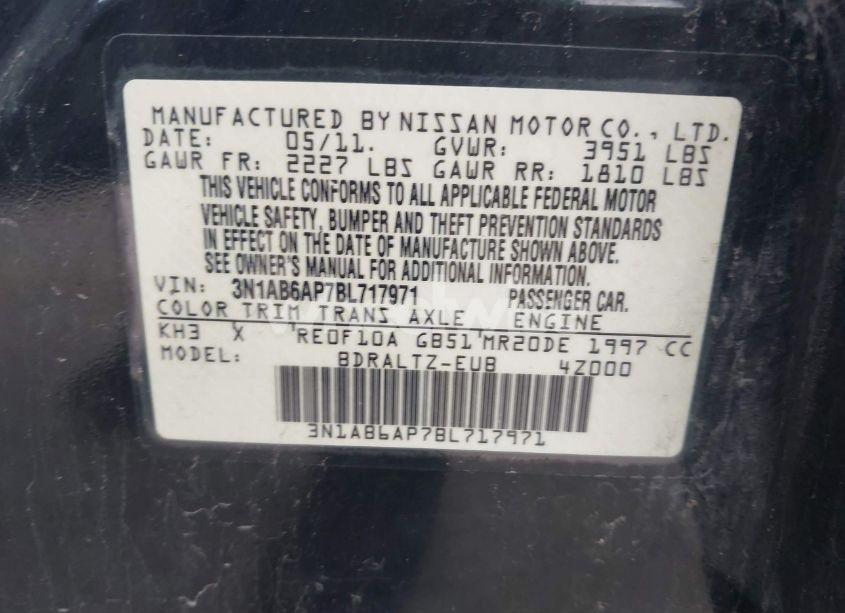 MANUFACTURED BY NISSAN MOTOR CO., LTD.
DATE: 05/11. GVWR: 3951 LBS
GAWR FR: 2227 LBS GAWR RR: 1810 LBS
THIS VEHICLE CONFORMS TO ALL APPLICABLE FEDERAL MOTOR
VEHICLE SAFETY, BUMPER AND THEFT PREVENTION STANDARDS
IN EFFECT ON THE DATE OF MANUFACTURE SHOWN ABOVE.
SEE OWNER'S MANUAL FOR ADDITIONAL INFORMATION.
VIN: 3N1AB6AP7BL717971 PASSENGER CAR.
COLOR TRIM TRANS AXLE ENGINE
KH3 X RE0F10A GB51 MR20DE 1997 CC
MODEL: BDRALTZ-EUB 4Z000
3N1AB6AP7BL717971